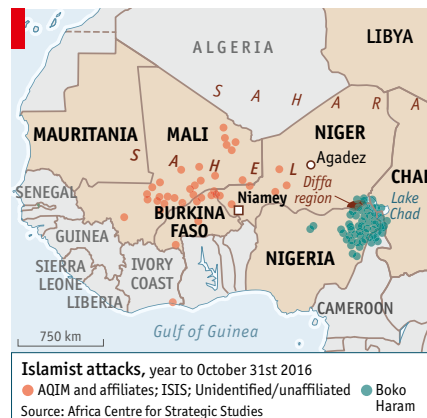 ALGERIA
LIBYA
S A H A R A
MAURITANIA
MALI
NIGER
S A H E L
Agadez
CHAD
Diffa
region
Lake
Chad
SENEGAL
BURKINA
FASO
Niamey
GUINEA
NIGERIA
SIERRA
LEONE
IVORY
COAST
LIBERIA
CAMEROON
750 km
Gulf of Guinea
Islamist attacks, year to October 31st 2016
AQIM and affiliates; ISIS; Unidentified/unaffiliated
Boko
Haram
Source: Africa Centre for Strategic Studies